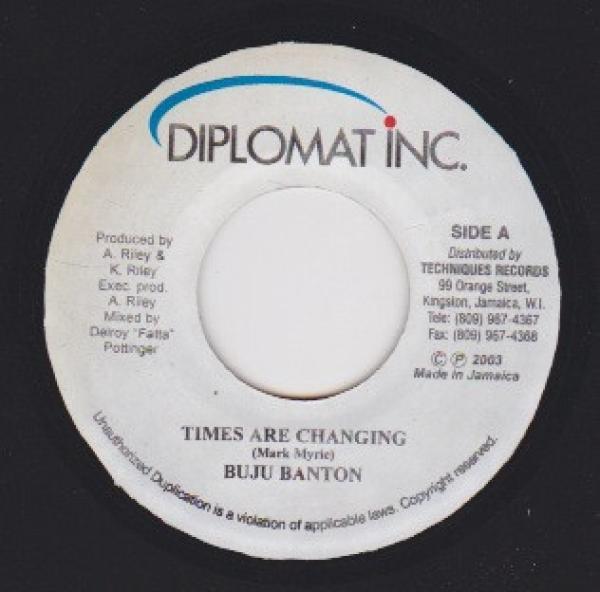 DIPLOMAT INC.
Produced by
A. Riley &
K. Riley
Exec. prod.
A. Riley
Mixed by
Delroy "Fatta"
Pottinger
SIDE A
Distributed by
TECHNIQUES RECORDS
99 Orange Street,
Kingston, Jamaica, W.I.
Tele: (809) 967-4367
Fax: (809) 967-4368
© ℗ 2003
Made in Jamaica
TIMES ARE CHANGING
(Mark Myrie)
BUJU BANTON
Unauthorized Duplication is a violation of applicable laws. Copyright reserved.